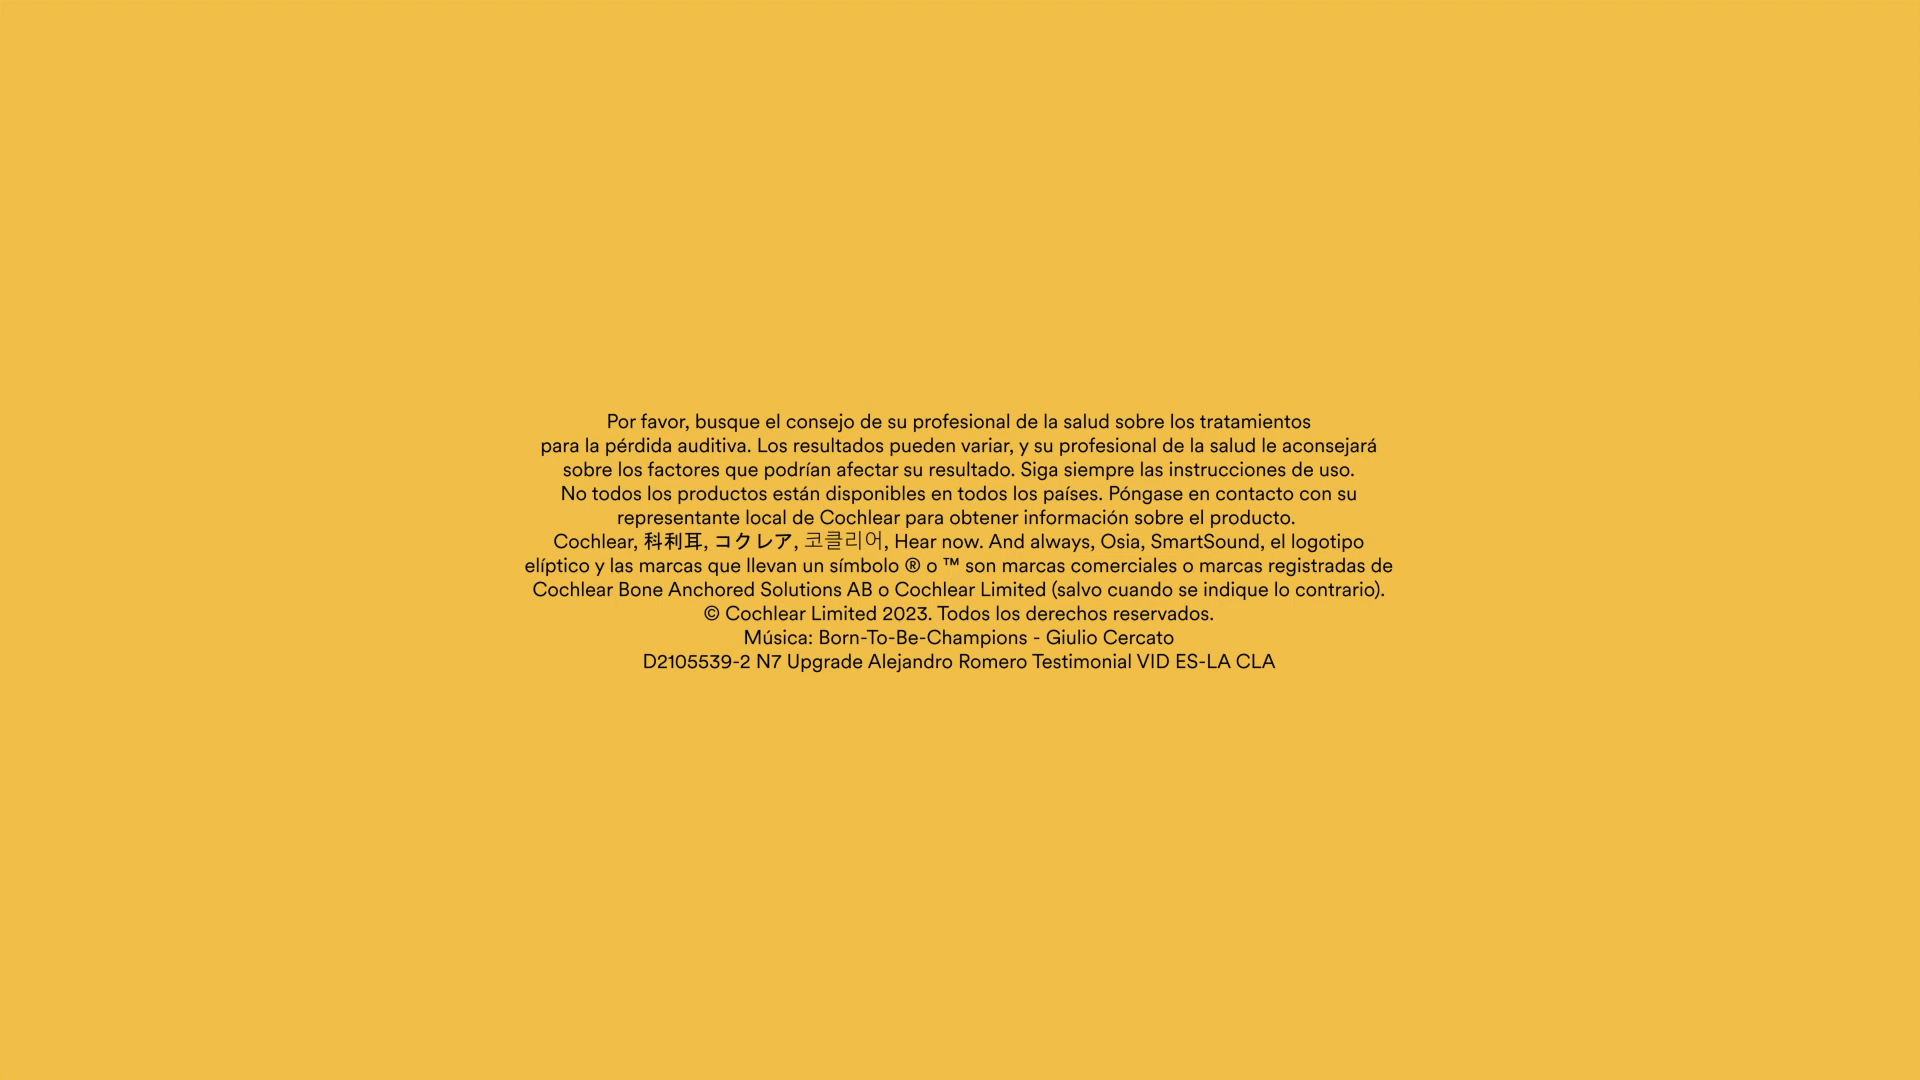 Por favor, busque el consejo de su profesional de la salud sobre los tratamientos
para la pérdida auditiva. Los resultados pueden variar, y su profesional de la salud le aconsejará
sobre los factores que podrían afectar su resultado. Siga siempre las instrucciones de uso.
No todos los productos están disponibles en todos los países. Póngase en contacto con su
representante local de Cochlear para obtener información sobre el producto.
Cochlear, 科利耳, コクレア, 코클리어, Hear now. And always, Osia, SmartSound, el logotipo
elíptico y las marcas que llevan un símbolo ® o ™ son marcas comerciales o marcas registradas de
Cochlear Bone Anchored Solutions AB o Cochlear Limited (salvo cuando se indique lo contrario).
© Cochlear Limited 2023. Todos los derechos reservados.
Música: Born-To-Be-Champions - Giulio Cercato
D2105539-2 N7 Upgrade Alejandro Romero Testimonial VID ES-LA CLA